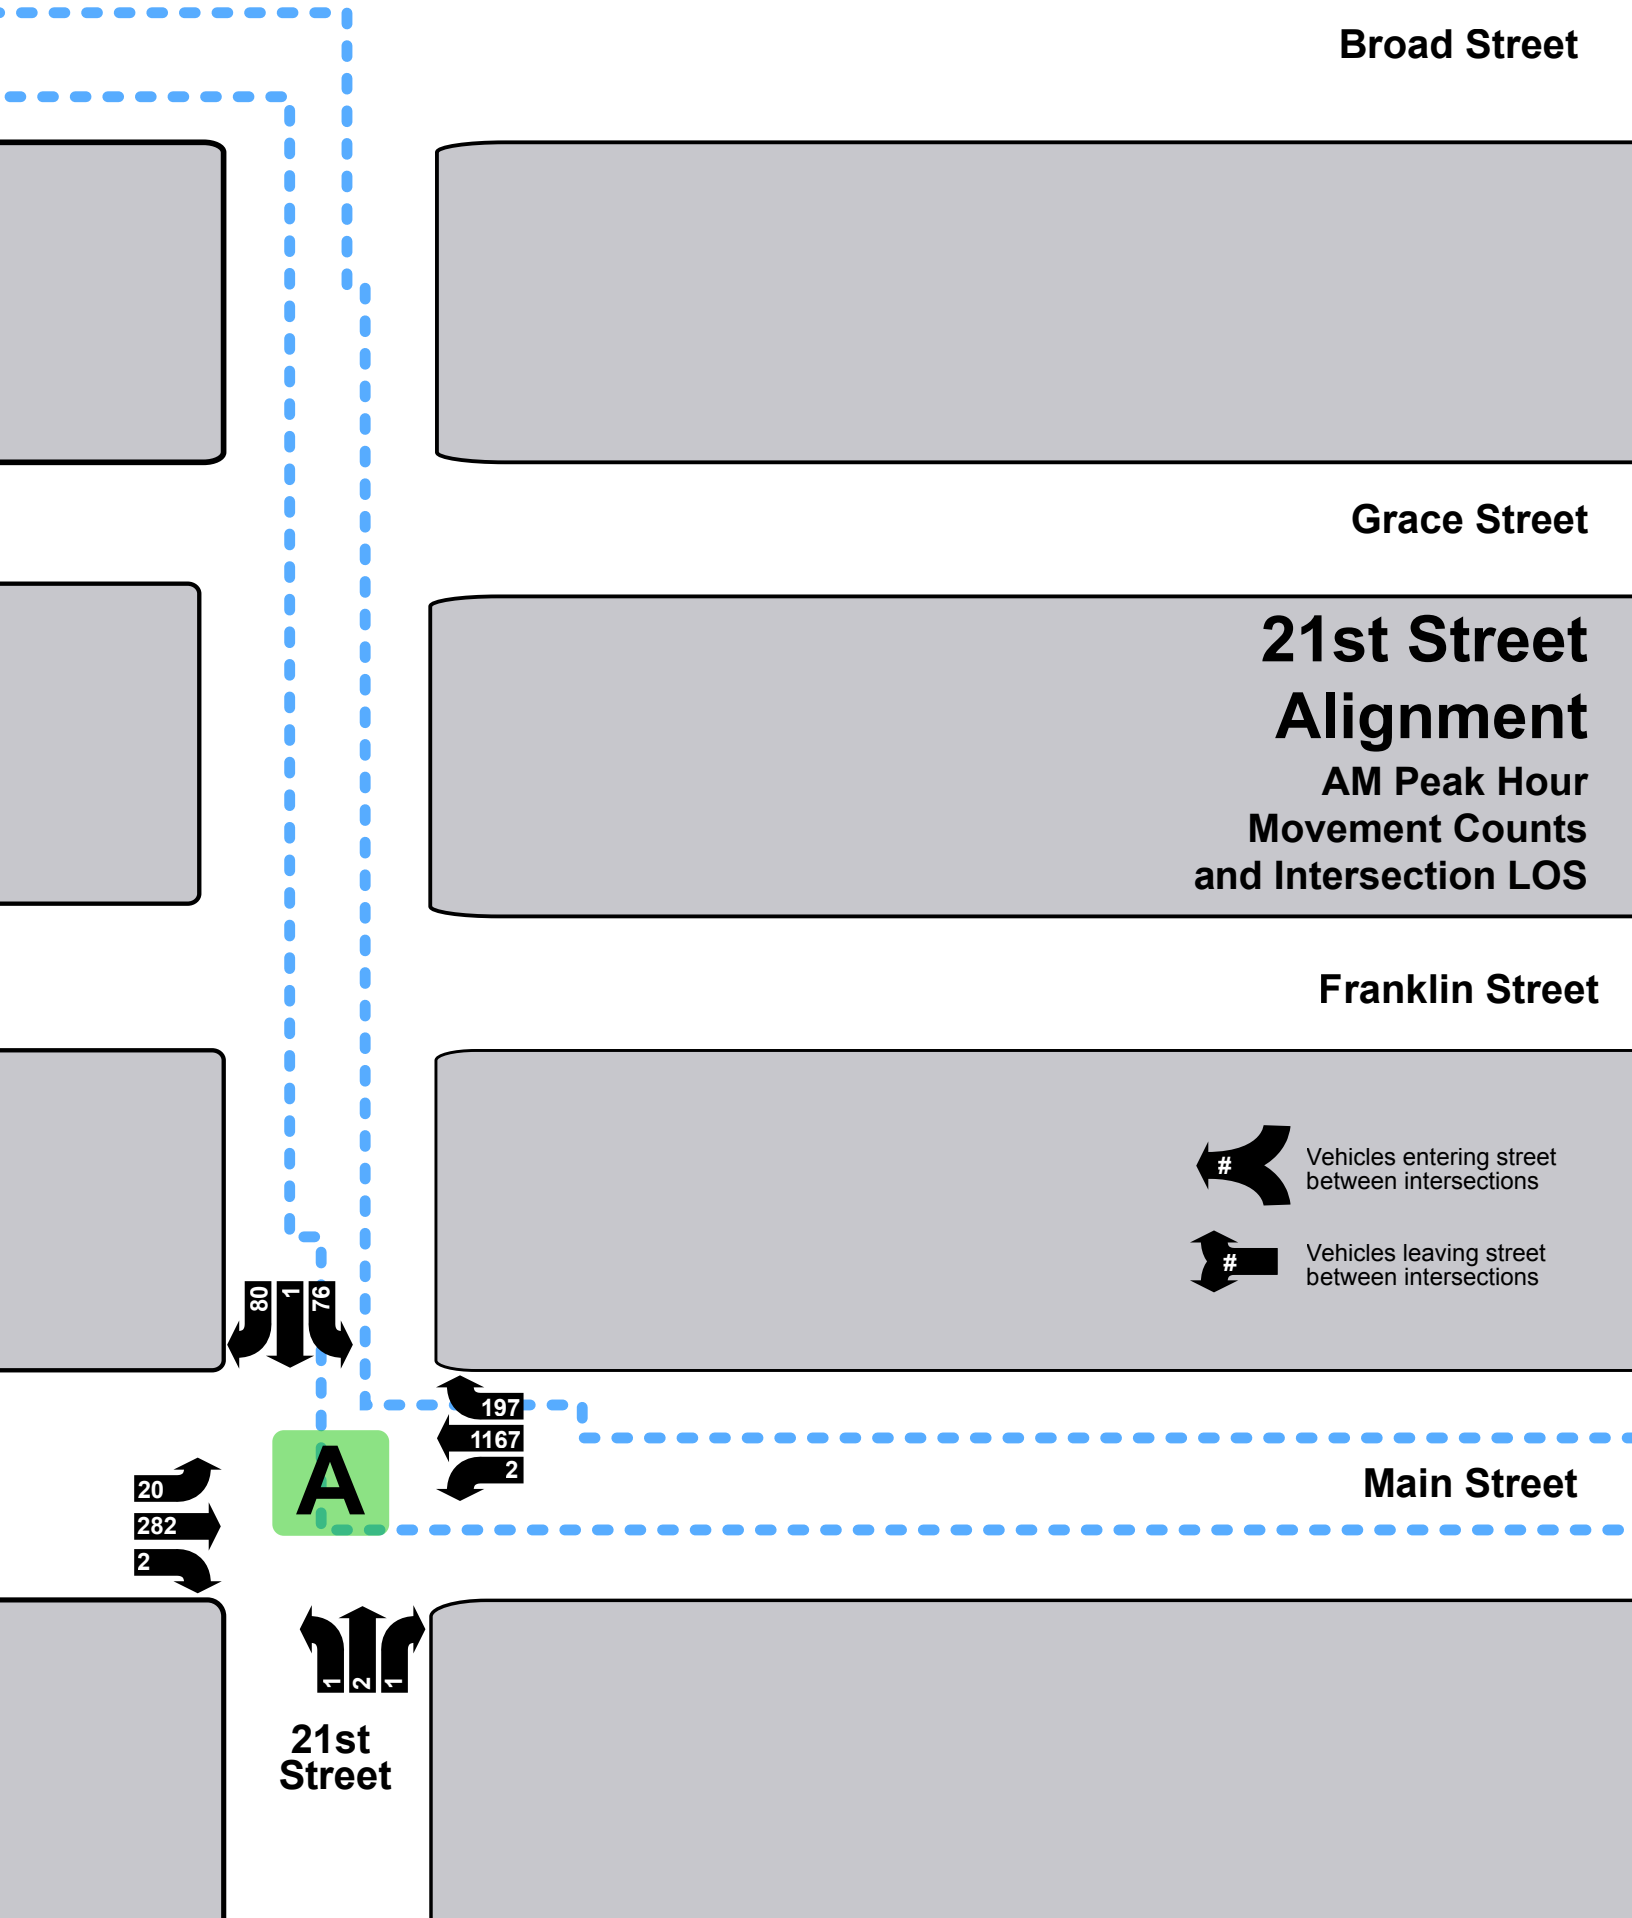 Broad Street
Grace Street
21st Street
Alignment
AM Peak Hour
Movement Counts
and Intersection LOS
Franklin Street
#
Vehicles entering street
between intersections
#
Vehicles leaving street
between intersections
80
1
76
197
1167
2
A
Main Street
20
282
2
1
2
1
21st
Street